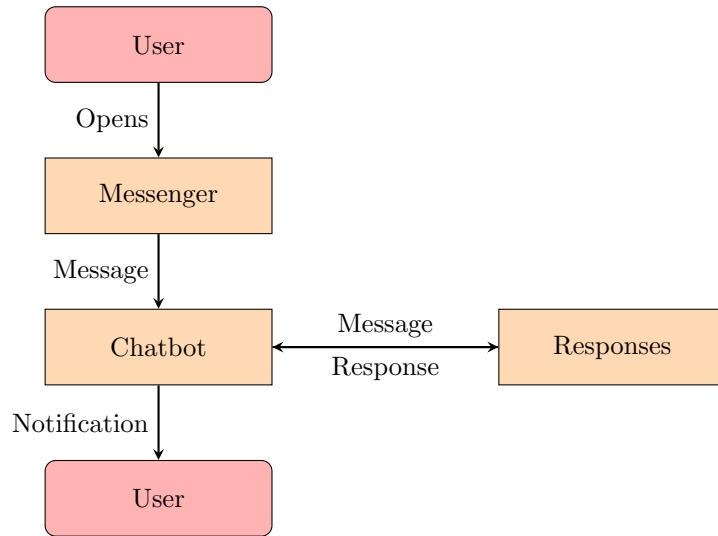 User
Opens
Messenger
Message
Chatbot
Message
Response
Responses
Notification
User